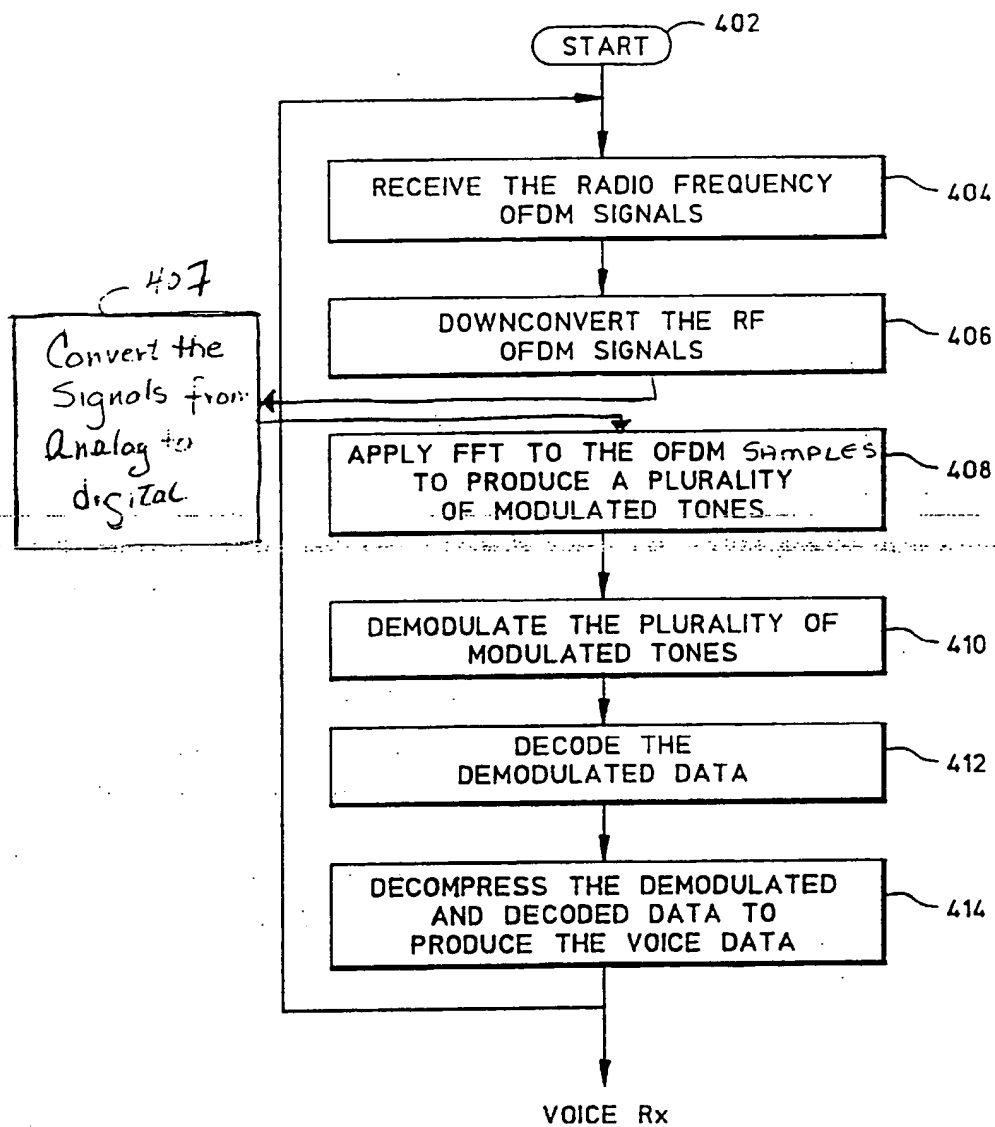 402
START
RECEIVE THE RADIO FREQUENCY
OFDM SIGNALS
404
407
DOWNCONVERT THE RF
OFDM SIGNALS
406
Convert the
Signals from
Analog to
digital
APPLY FFT TO THE OFDM SAMPLES
TO PRODUCE A PLURALITY
OF MODULATED TONES
408
DEMODULATE THE PLURALITY OF
MODULATED TONES
410
DECODE THE
DEMODULATED DATA
412
DECOMPRESS THE DEMODULATED
AND DECODED DATA TO
PRODUCE THE VOICE DATA
414
VOICE Rx